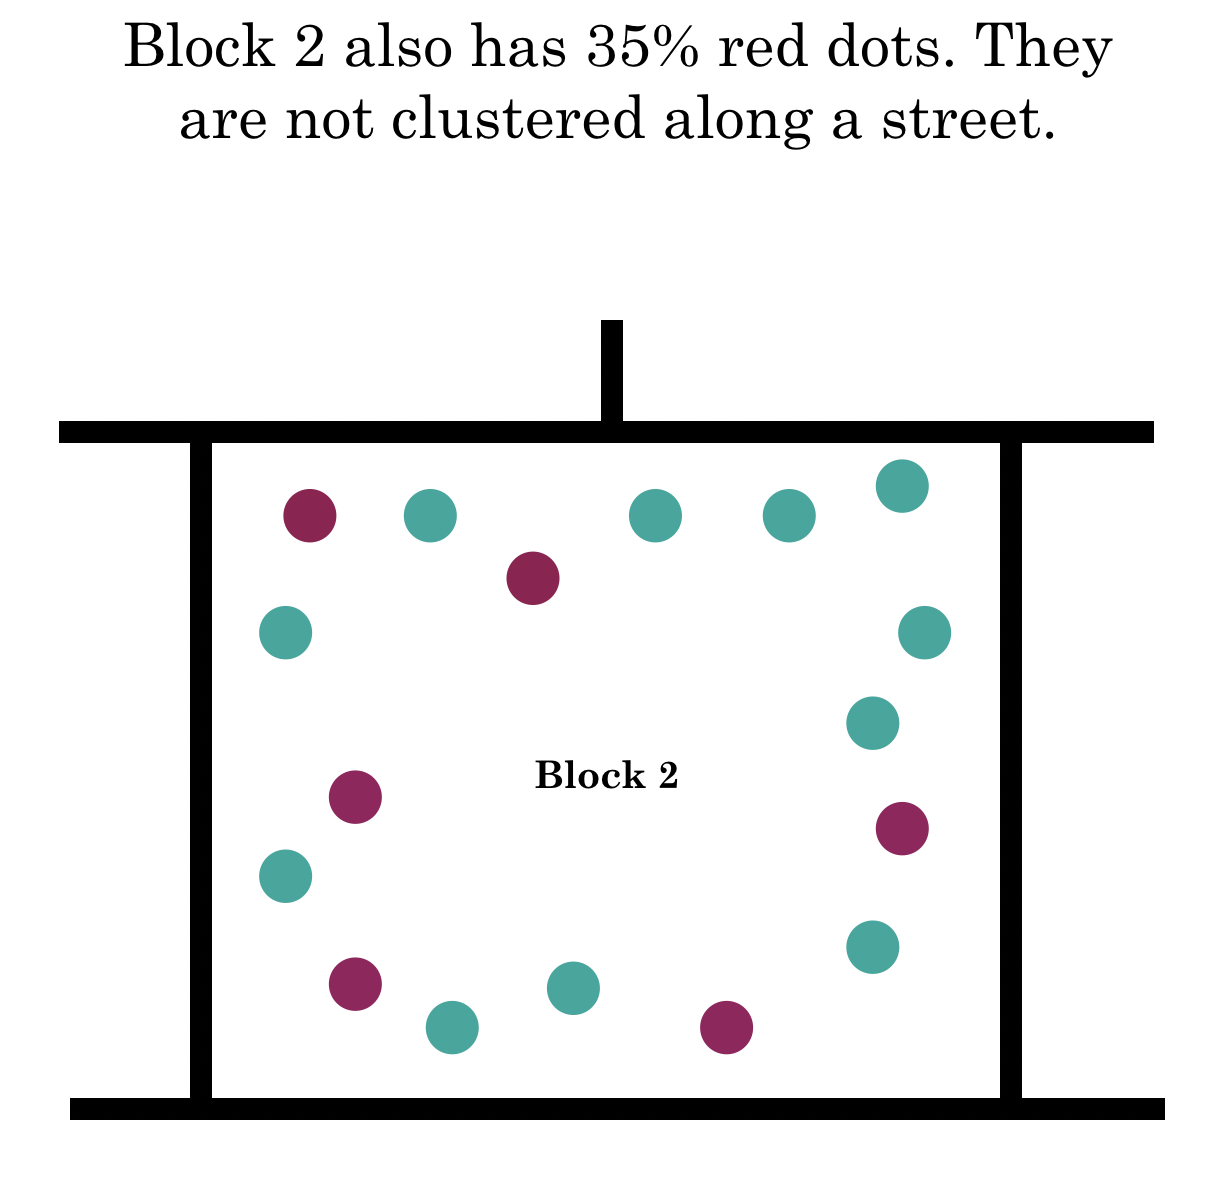 Block 2 also has 35% red dots. They
are not clustered along a street.
Block 2